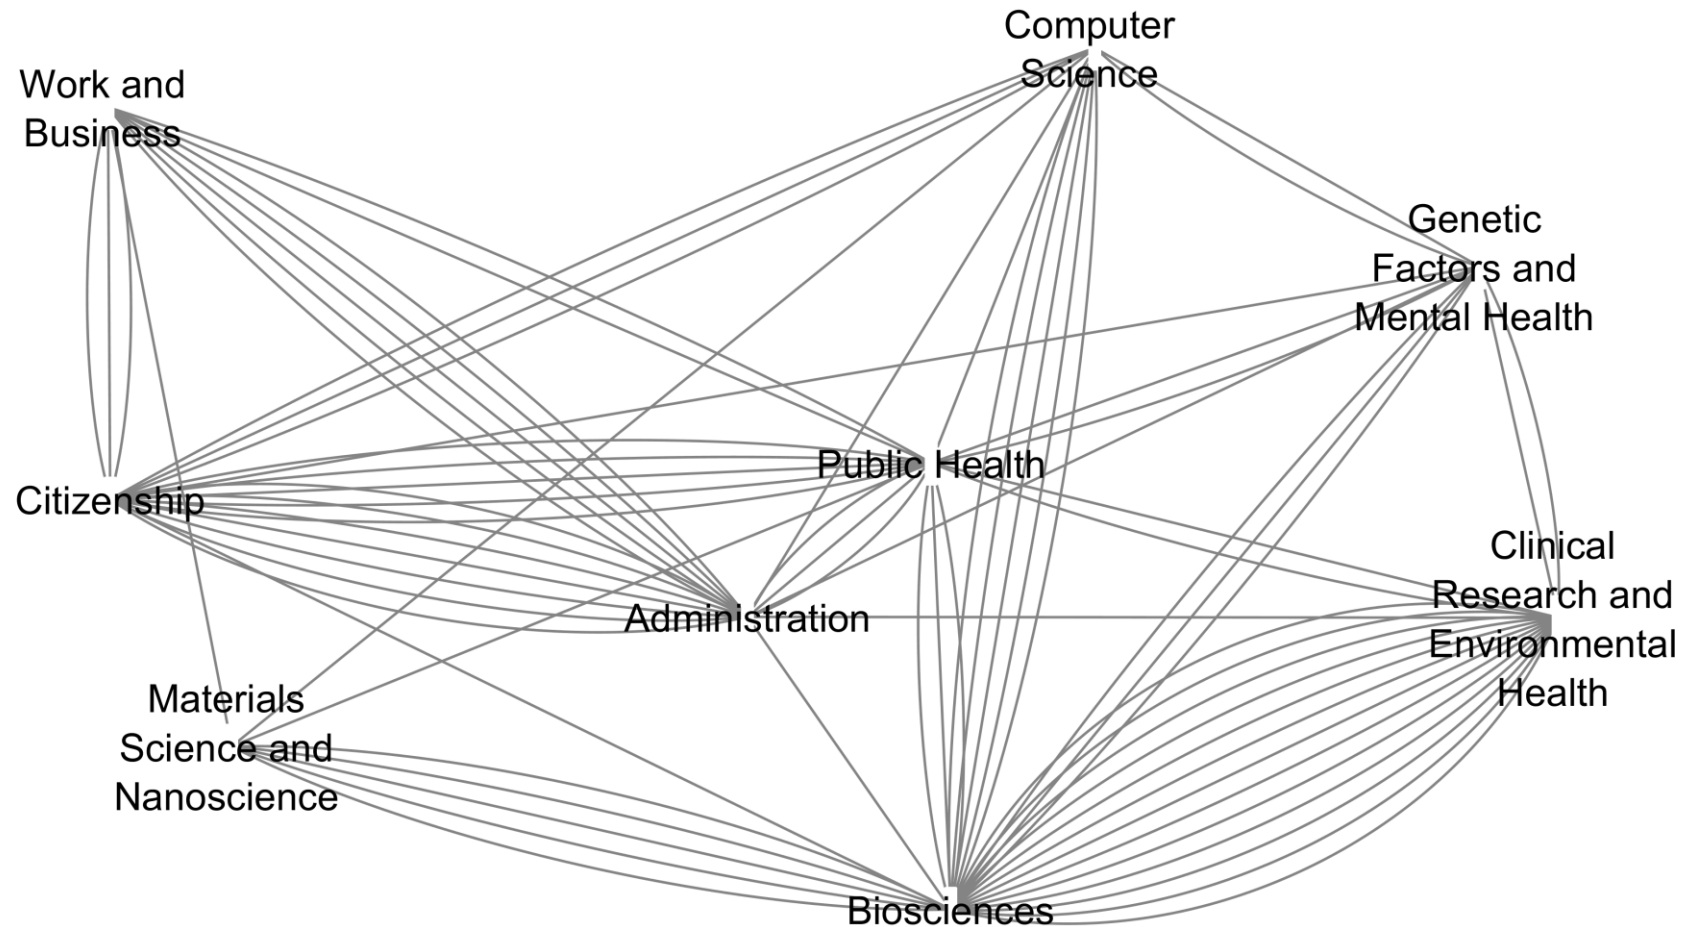 Computer
Science
Work and
Business
Genetic
Factors and
Mental Health
Public Health
Citizenship
Clinical
Research and
Environmental
Health
Administration
Materials
Science and
Nanoscience
Biosciences